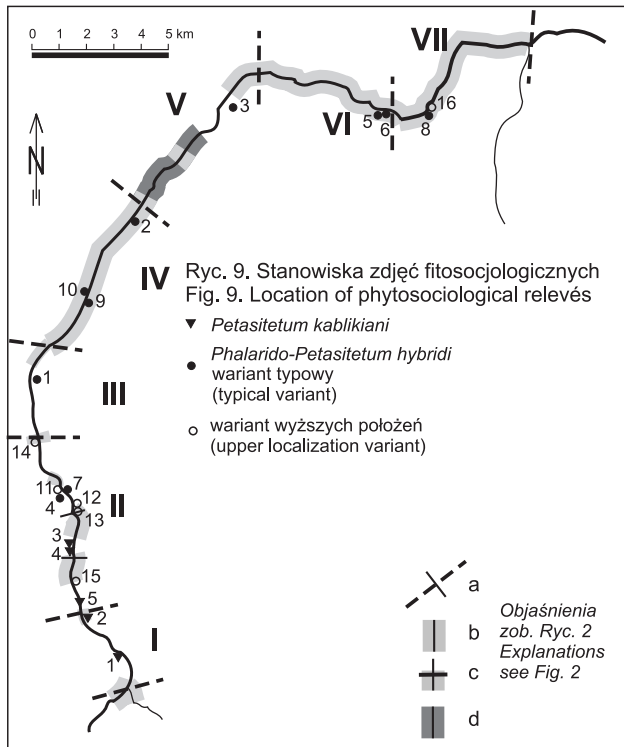 0 1 2 3 4 5 km
VII
V
3
16
5 6
VI
8
N
2
IV
Ryc. 9. Stanowiska zdjęć fitosocjologicznych
Fig. 9. Location of phytosociological relevés
10
9
Petasitetum kablikiani
Phalarido-Petasitetum hybridi
wariant typowy
(typical variant)
1
III
wariant wyższych położeń
(upper localization variant)
14
11 7
4 12
II
13
3
4
15
5
2
I
1
a
b
c
d
Objaśnienia
zob. Ryc. 2
Explanations
see Fig. 2